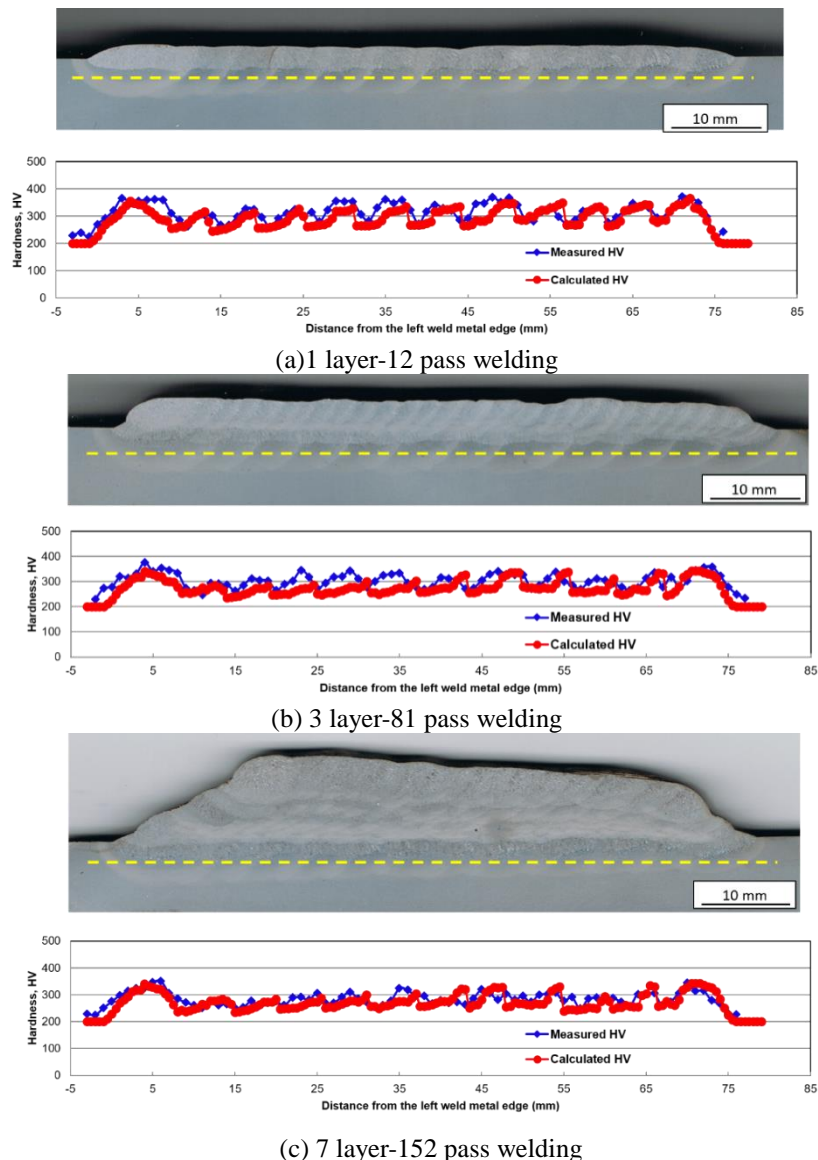 10 mm
500
400
300
200
100
0
Hardness, HV
Measured HV
Calculated HV
-5 5 15 25 35 45 55 65 75 85
Distance from the left weld metal edge (mm)
(a)1 layer-12 pass welding
10 mm
500
400
300
200
100
0
Hardness, HV
Measured HV
Calculated HV
-5 5 15 25 35 45 55 65 75 85
Distance from the left weld metal edge (mm)
(b) 3 layer-81 pass welding
10 mm
500
400
300
200
100
0
Hardness, HV
Measured HV
Calculated HV
-5 5 15 25 35 45 55 65 75 85
Distance from the left weld metal edge (mm)
(c) 7 layer-152 pass welding